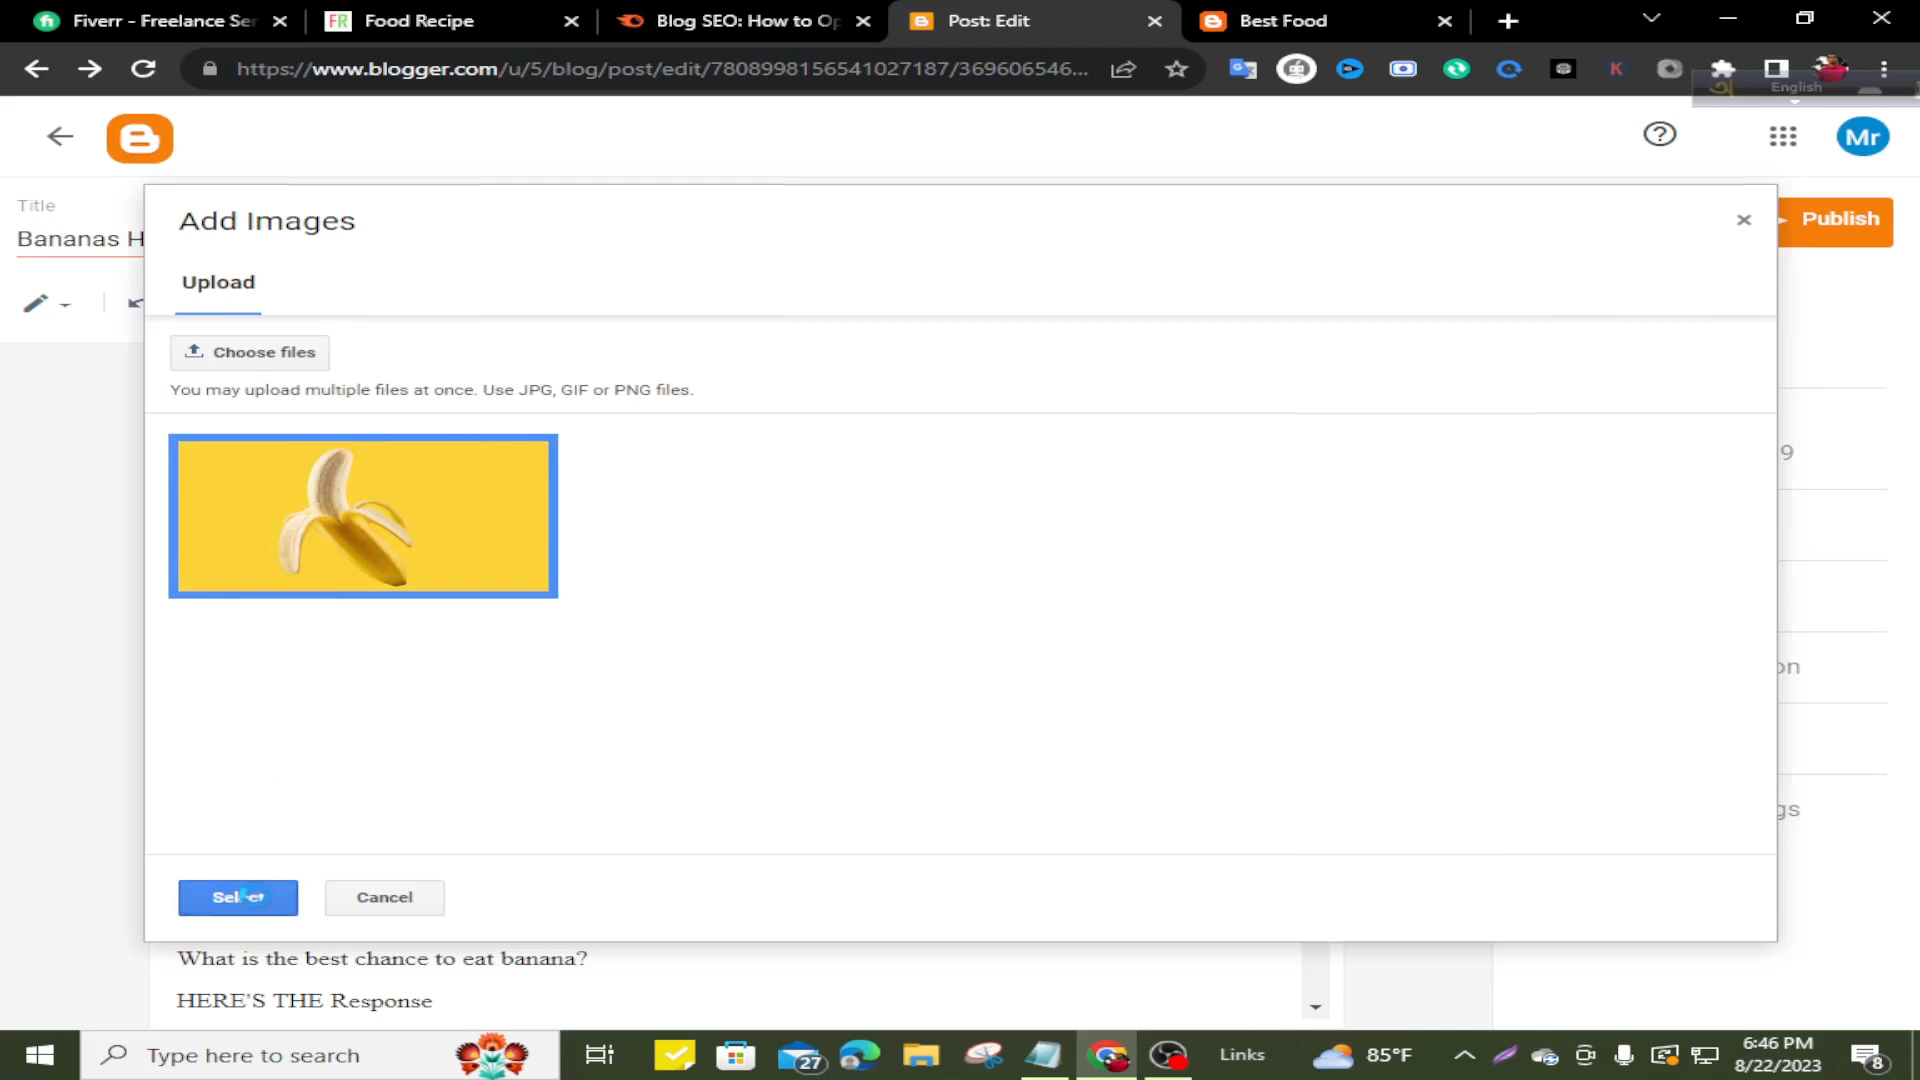 Fiverr - Freelance Ser
FR Food Recipe
Blog SEO: How to Op
Post: Edit
Best Food
https://www.blogger.com/u/5/blog/post/edit/7808998156541027187/369606546...
English
Mr
Title
Bananas H
Publish
Add Images
Upload
Choose files
You may upload multiple files at once. Use JPG, GIF or PNG files.
9
on
gs
Select
Cancel
What is the best chance to eat banana?
HERE'S THE Response
Type here to search
27
Links
85°F
6:46 PM
8/22/2023
8